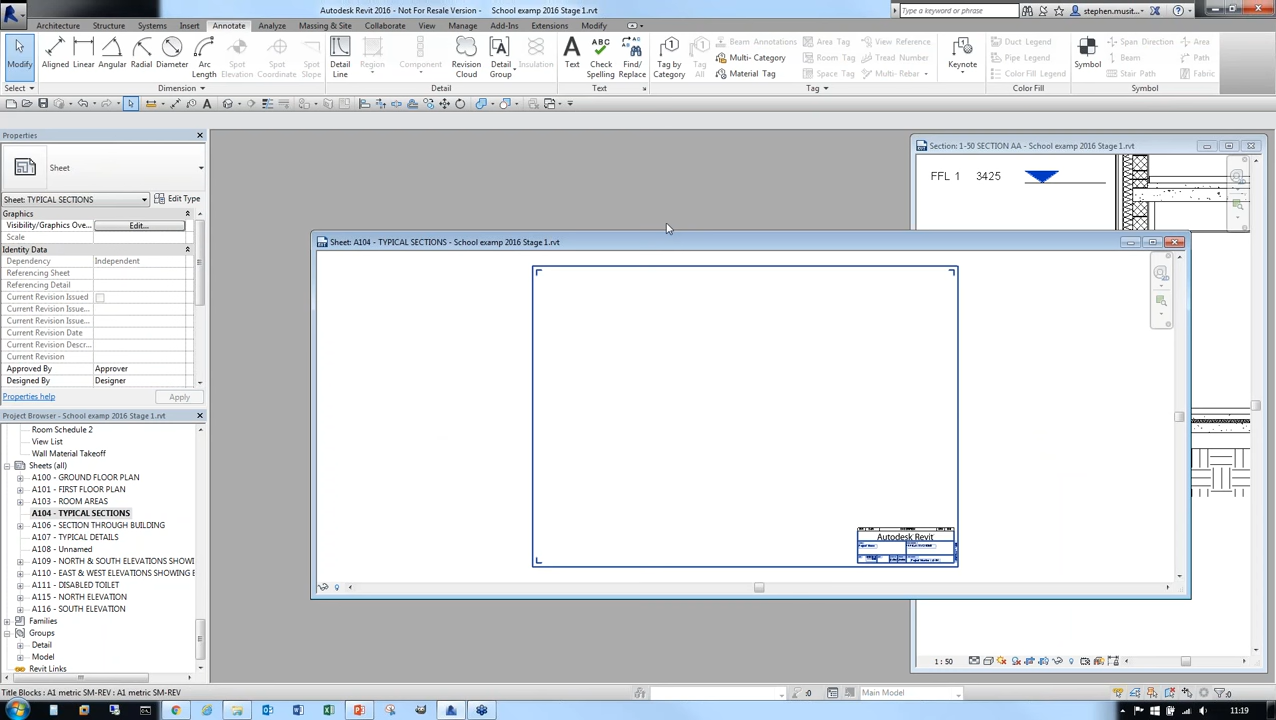 Autodesk Revit 2016 - Not For Resale Version - School examp 2016 Stage 1.rvt
Type a keyword or phrase
stephen.musit...
Architecture Structure Systems Insert Annotate Analyze Massing & Site Collaborate View Manage Add-Ins Extensions Modify
Modify Aligned Linear Angular Radial Diameter Arc Length Spot Elevation Spot Coordinate Spot Slope Detail Line Region Component Revision Cloud Detail Group Insulation Text Check Spelling Find/ Replace Tag by Category Tag All Keynote Symbol
Beam Annotations Area Tag View Reference
Multi-Category Room Tag Tread Number
Material Tag Space Tag Multi-Rebar
Duct Legend Span Direction Area
Pipe Legend Beam Path
Color Fill Legend Stair Path Fabric
Select Dimension Detail Text Tag Color Fill Symbol
Properties
Sheet
Sheet: TYPICAL SECTIONS Edit Type
Graphics
Visibility/Graphics Ove... Edit...
Scale
Identity Data
Dependency Independent
Referencing Sheet
Referencing Detail
Current Revision Issued
Current Revision Issue...
Current Revision Issue...
Current Revision Date
Current Revision Descr...
Current Revision
Approved By Approver
Designed By Designer
Properties help Apply
Project Browser - School examp 2016 Stage 1.rvt
Room Schedule 2
View List
Wall Material Takeoff
Sheets (all)
A100 - GROUND FLOOR PLAN
A101 - FIRST FLOOR PLAN
A103 - ROOM AREAS
A104 - TYPICAL SECTIONS
A106 - SECTION THROUGH BUILDING
A107 - TYPICAL DETAILS
A108 - Unnamed
A109 - NORTH & SOUTH ELEVATIONS SHOWI
A110 - EAST & WEST ELEVATIONS SHOWING E
A111 - DISABLED TOILET
A115 - NORTH ELEVATION
A116 - SOUTH ELEVATION
Families
Groups
Detail
Model
Revit Links
Section: 1-50 SECTION AA - School examp 2016 Stage 1.rvt
FFL 1 3425
Sheet: A104 - TYPICAL SECTIONS - School examp 2016 Stage 1.rvt
Autodesk Revit
1 : 50
Title Blocks : A1 metric SM-REV : A1 metric SM-REV
:0
Main Model
:0
11:19